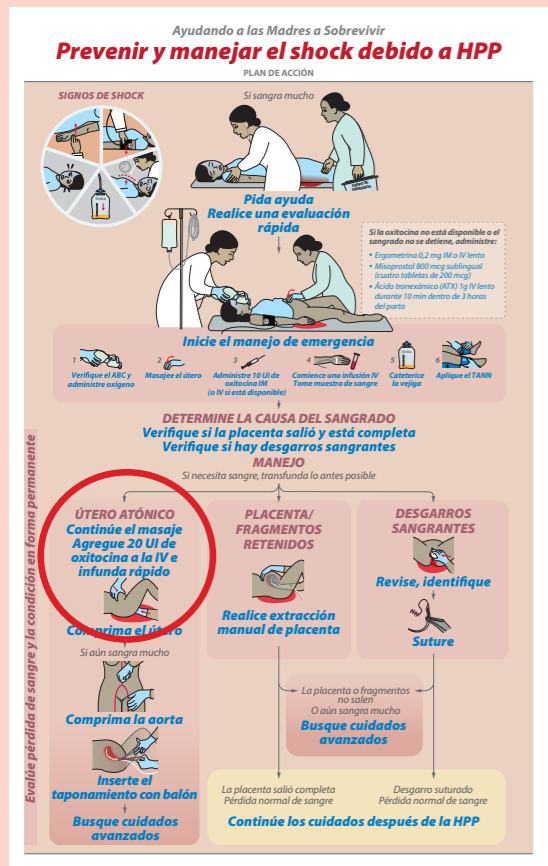 Ayudando a las Madres a Sobrevivir
Prevenir y manejar el shock debido a HPP
PLAN DE ACCIÓN
SIGNOS DE SHOCK
Si sangra mucho
Pida ayuda
Realice una evaluación
rápida
Si la oxitocina no está disponible o el
sangrado no se detiene, administre:
• Ergometrina 0,2 mg IM o IV lento
• Misoprostol 800 mcg sublingual
(cuatro tabletas de 200 mcg)
• Ácido tranexámico (ATX) 1g IV lento
durante 10 min dentro de 3 horas
del parto
Inicie el manejo de emergencia
1
Verifique el ABC y
administre oxígeno
2
Masajee el útero
3
Administre 10 UI de
oxitocina IM
(o IV si está disponible)
4
Comience una infusión IV
Tome muestra de sangre
5
Cateterice
la vejiga
6
Aplique el TANN
DETERMINE LA CAUSA DEL SANGRADO
Verifique si la placenta salió y está completa
Verifique si hay desgarros sangrantes
MANEJO
Si necesita sangre, transfunda lo antes posible
Evalúe pérdida de sangre y la condición en forma permanente
ÚTERO ATÓNICO
Continúe el masaje
Agregue 20 UI de
oxitocina a la IV e
infunda rápido
Comprima el útero
Si aún sangra mucho
Comprima la aorta
Inserte el
taponamiento con balón
Busque cuidados
avanzados
PLACENTA/
FRAGMENTOS
RETENIDOS
Realice extracción
manual de placenta
DESGARROS
SANGRANTES
Revise, identifique
Suture
La placenta o fragmentos
no salen
O aún sangra mucho
Busque cuidados
avanzados
La placenta salió completa
Pérdida normal de sangre
Desgarro suturado
Pérdida normal de sangre
Continúe los cuidados después de la HPP